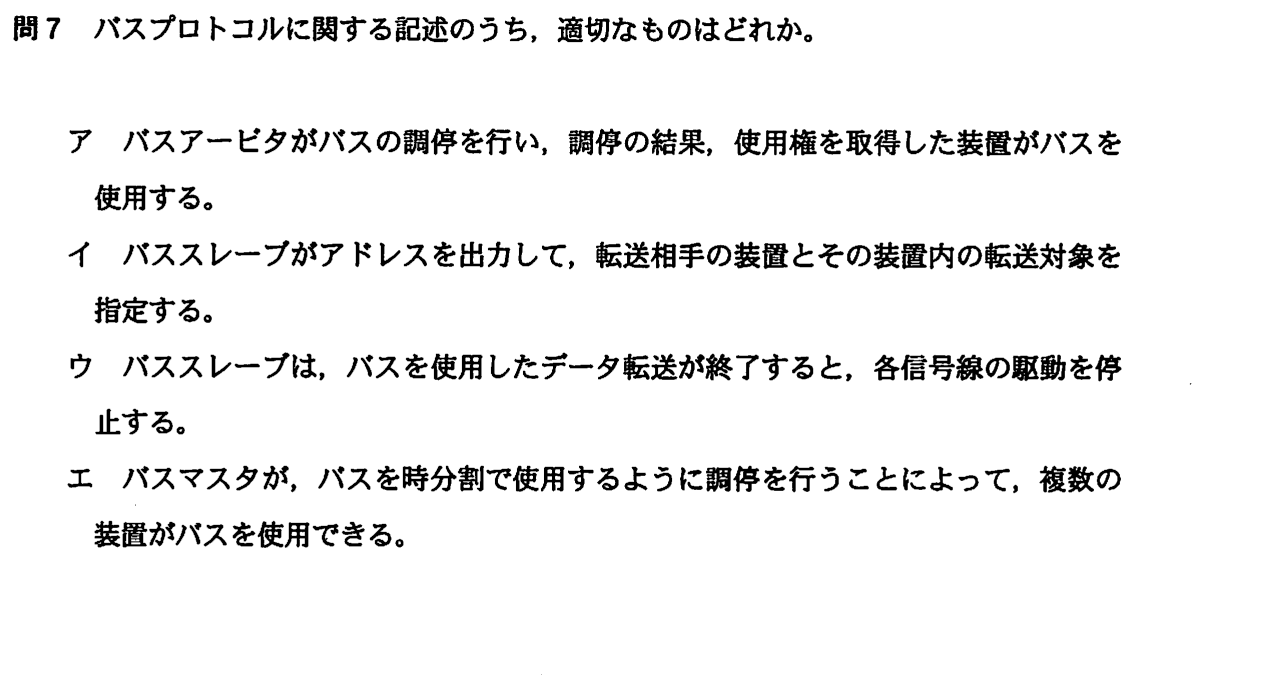 問7 バスプロトコルに関する記述のうち，適切なものはどれか。
ア バスアービタがバスの調停を行い，調停の結果，使用権を取得した装置がバスを
使用する。
イ バススレーブがアドレスを出力して，転送相手の装置とその装置内の転送対象を
指定する。
ウ バススレーブは，バスを使用したデータ転送が終了すると，各信号線の駆動を停
止する。
エ バスマスタが，バスを時分割で使用するように調停を行うことによって，複数の
装置がバスを使用できる。